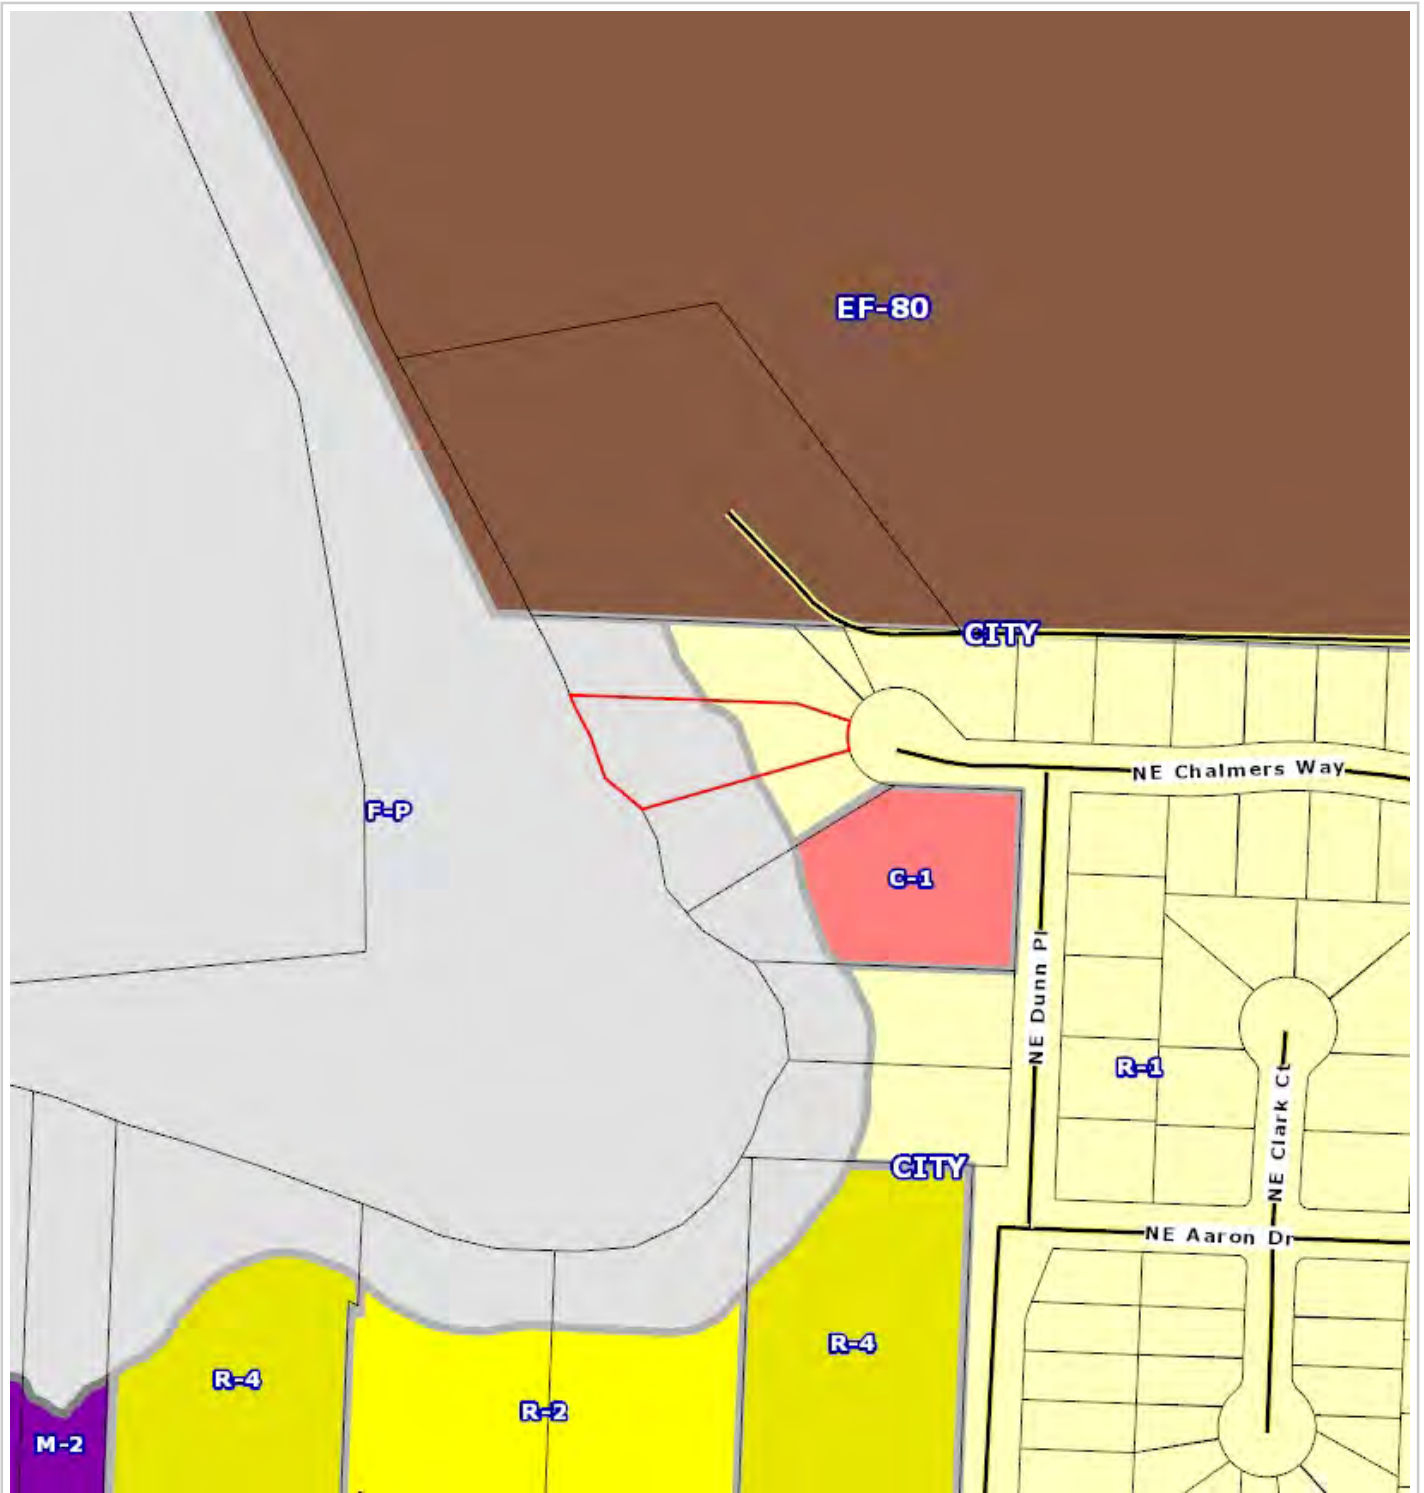 EF-80
CITY
NE Chalmers Way
F-P
C-1
NE Dunn Pl
R-1
NE Clark Ct
CITY
NE Aaron Dr
R-4
R-4
R-2
M-2